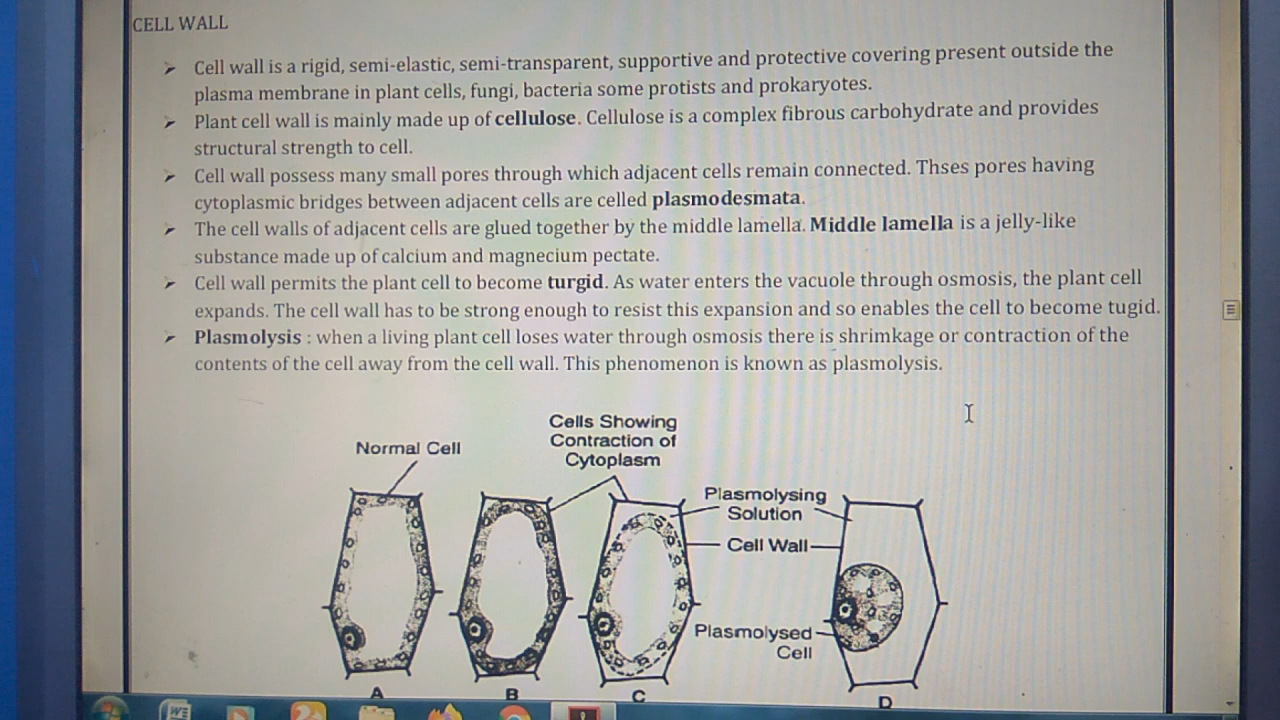 CELL WALL
➢ Cell wall is a rigid, semi-elastic, semi-transparent, supportive and protective covering present outside the
plasma membrane in plant cells, fungi, bacteria some protists and prokaryotes.
➢ Plant cell wall is mainly made up of cellulose. Cellulose is a complex fibrous carbohydrate and provides
structural strength to cell.
➢ Cell wall possess many small pores through which adjacent cells remain connected. Thses pores having
cytoplasmic bridges between adjacent cells are celled plasmodesmata.
➢ The cell walls of adjacent cells are glued together by the middle lamella. Middle lamella is a jelly-like
substance made up of calcium and magnecium pectate.
➢ Cell wall permits the plant cell to become turgid. As water enters the vacuole through osmosis, the plant cell
expands. The cell wall has to be strong enough to resist this expansion and so enables the cell to become tugid.
➢ Plasmolysis : when a living plant cell loses water through osmosis there is shrimkage or contraction of the
contents of the cell away from the cell wall. This phenomenon is known as plasmolysis.
Cells Showing
Contraction of
Cytoplasm
Normal Cell
Plasmolysing
Solution
Cell Wall
Plasmolysed
Cell
A
B
C
D